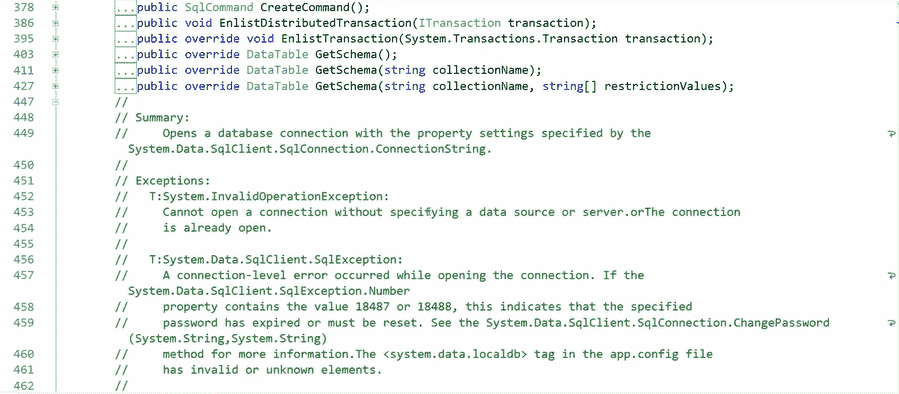 378 ...public SqlCommand CreateCommand();
386 ...public void EnlistDistributedTransaction(ITransaction transaction);
395 ...public override void EnlistTransaction(System.Transactions.Transaction transaction);
403 ...public override DataTable GetSchema();
411 ...public override DataTable GetSchema(string collectionName);
427 ...public override DataTable GetSchema(string collectionName, string[] restrictionValues);
447 //
448 // Summary:
449 //     Opens a database connection with the property settings specified by the
System.Data.SqlClient.SqlConnection.ConnectionString.
450 //
451 // Exceptions:
452 //   T:System.InvalidOperationException:
453 //     Cannot open a connection without specifying a data source or server.orThe connection
454 //     is already open.
455 //
456 //   T:System.Data.SqlClient.SqlException:
457 //     A connection-level error occurred while opening the connection. If the
System.Data.SqlClient.SqlException.Number
458 //     property contains the value 18487 or 18488, this indicates that the specified
459 //     password has expired or must be reset. See the System.Data.SqlClient.SqlConnection.ChangePassword
(System.String,System.String)
460 //     method for more information.The <system.data.localdb> tag in the app.config file
461 //     has invalid or unknown elements.
462 //